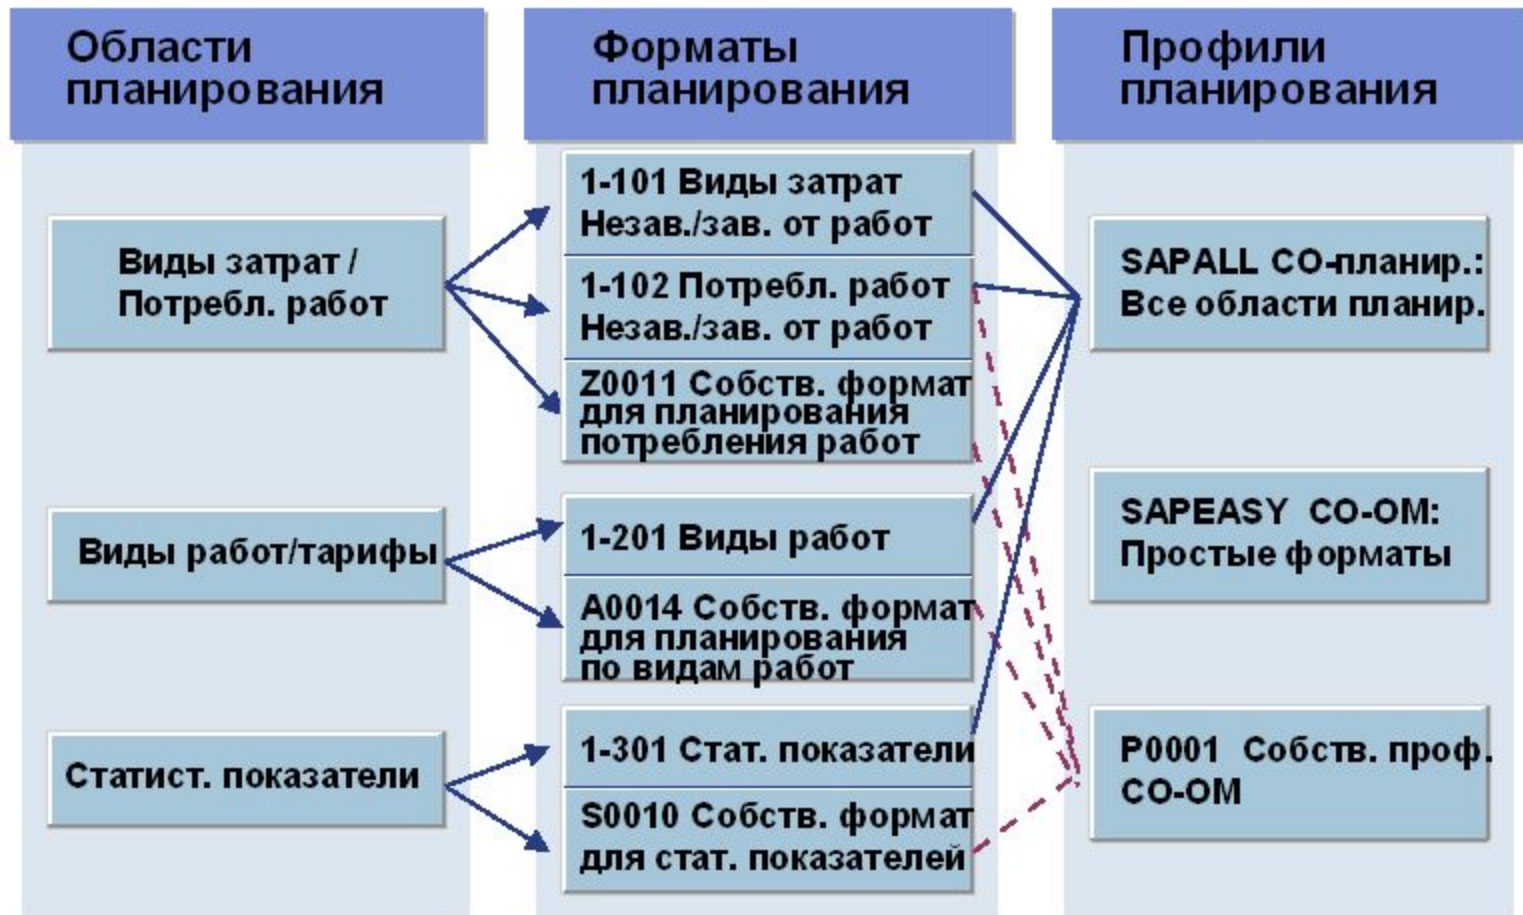 Области
планирования
Форматы
планирования
Профили
планирования
Виды затрат /
Потребл. работ
Виды работ/тарифы
Статист. показатели
1-101 Виды затрат
Незав./зав. от работ
1-102 Потребл. работ
Незав./зав. от работ
Z0011 Собств. формат
для планирования
потребления работ
1-201 Виды работ
A0014 Собств. формат
для планирования
по видам работ
1-301 Стат. показатели
S0010 Собств. формат
для стат. показателей
SAPALL CO-планир.:
Все области планир.
SAPEASY CO-OM:
Простые форматы
P0001 Собств. проф.
CO-OM